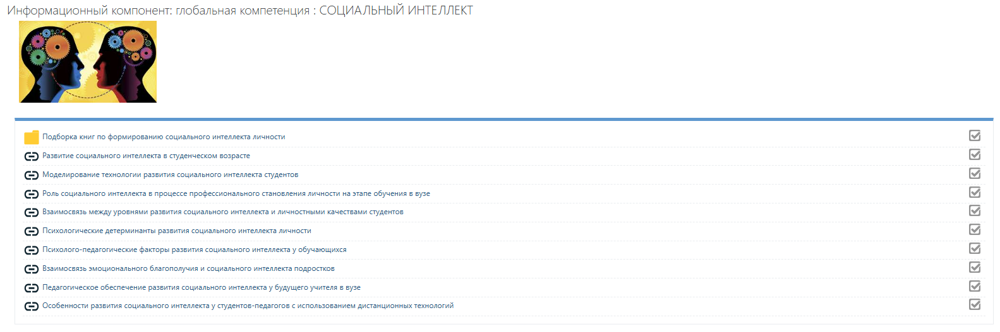 Информационный компонент: глобальная компетенция : СОЦИАЛЬНЫЙ ИНТЕЛЛЕКТ
Подборка книг по формированию социального интеллекта личности
Развитие социального интеллекта в студенческом возрасте
Моделирование технологии развития социального интеллекта студентов
Роль социального интеллекта в процессе профессионального становления личности на этапе обучения в вузе
Взаимосвязь между уровнями развития социального интеллекта и личностными качествами студентов
Психологические детерминанты развития социального интеллекта личности
Психолого-педагогические факторы развития социального интеллекта у обучающихся
Взаимосвязь эмоционального благополучия и социального интеллекта подростков
Педагогическое обеспечение развития социального интеллекта у будущего учителя в вузе
Особенности развития социального интеллекта у студентов-педагогов с использованием дистанционных технологий